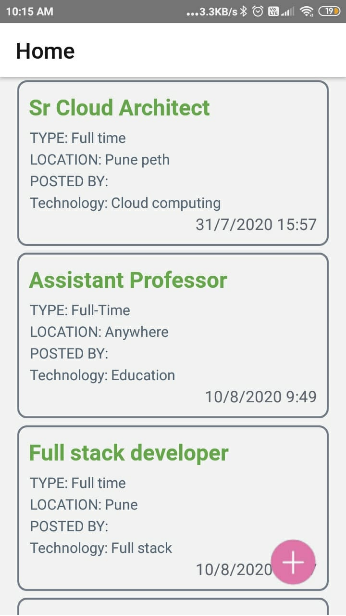 10:15 AM
...3.3KB/s
19
Home
Sr Cloud Architect
TYPE: Full time
LOCATION: Pune peth
POSTED BY:
Technology: Cloud computing
31/7/2020 15:57
Assistant Professor
TYPE: Full-Time
LOCATION: Anywhere
POSTED BY:
Technology: Education
10/8/2020 9:49
Full stack developer
TYPE: Full time
LOCATION: Pune
POSTED BY:
Technology: Full stack
10/8/2020